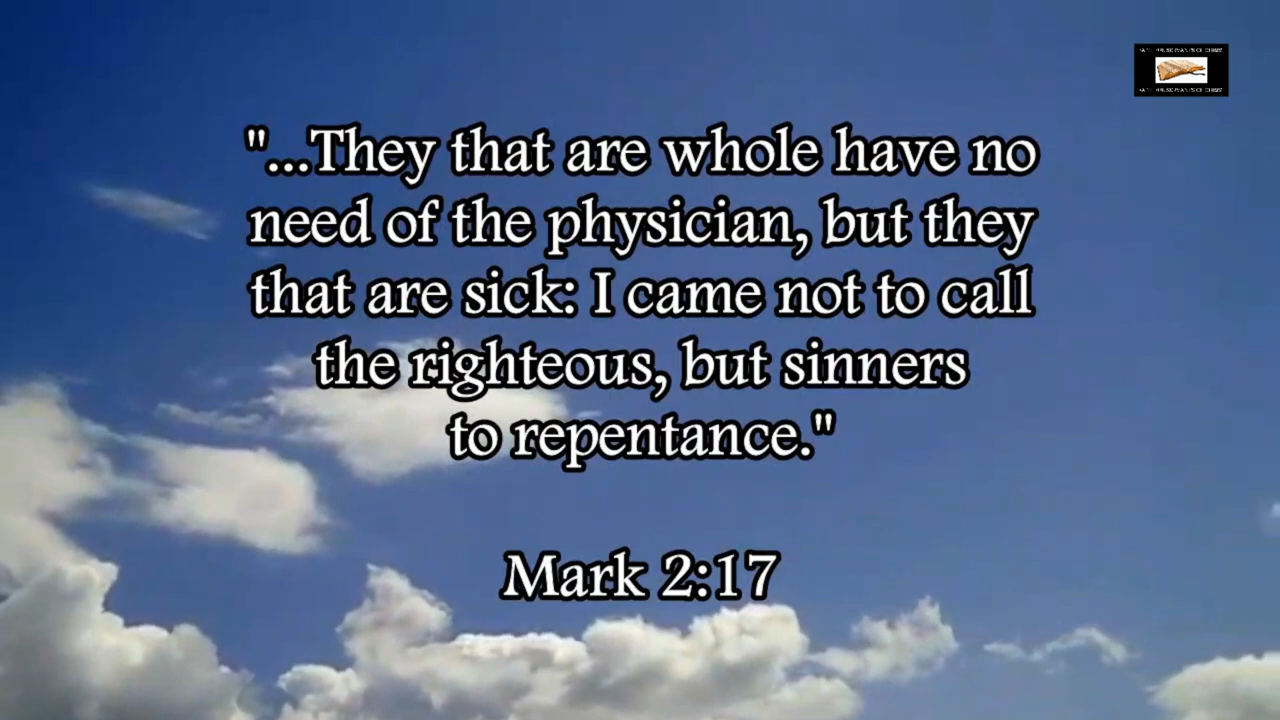 "...They that are whole have no
need of the physician, but they
that are sick: I came not to call
the righteous, but sinners
to repentance."
Mark 2:17